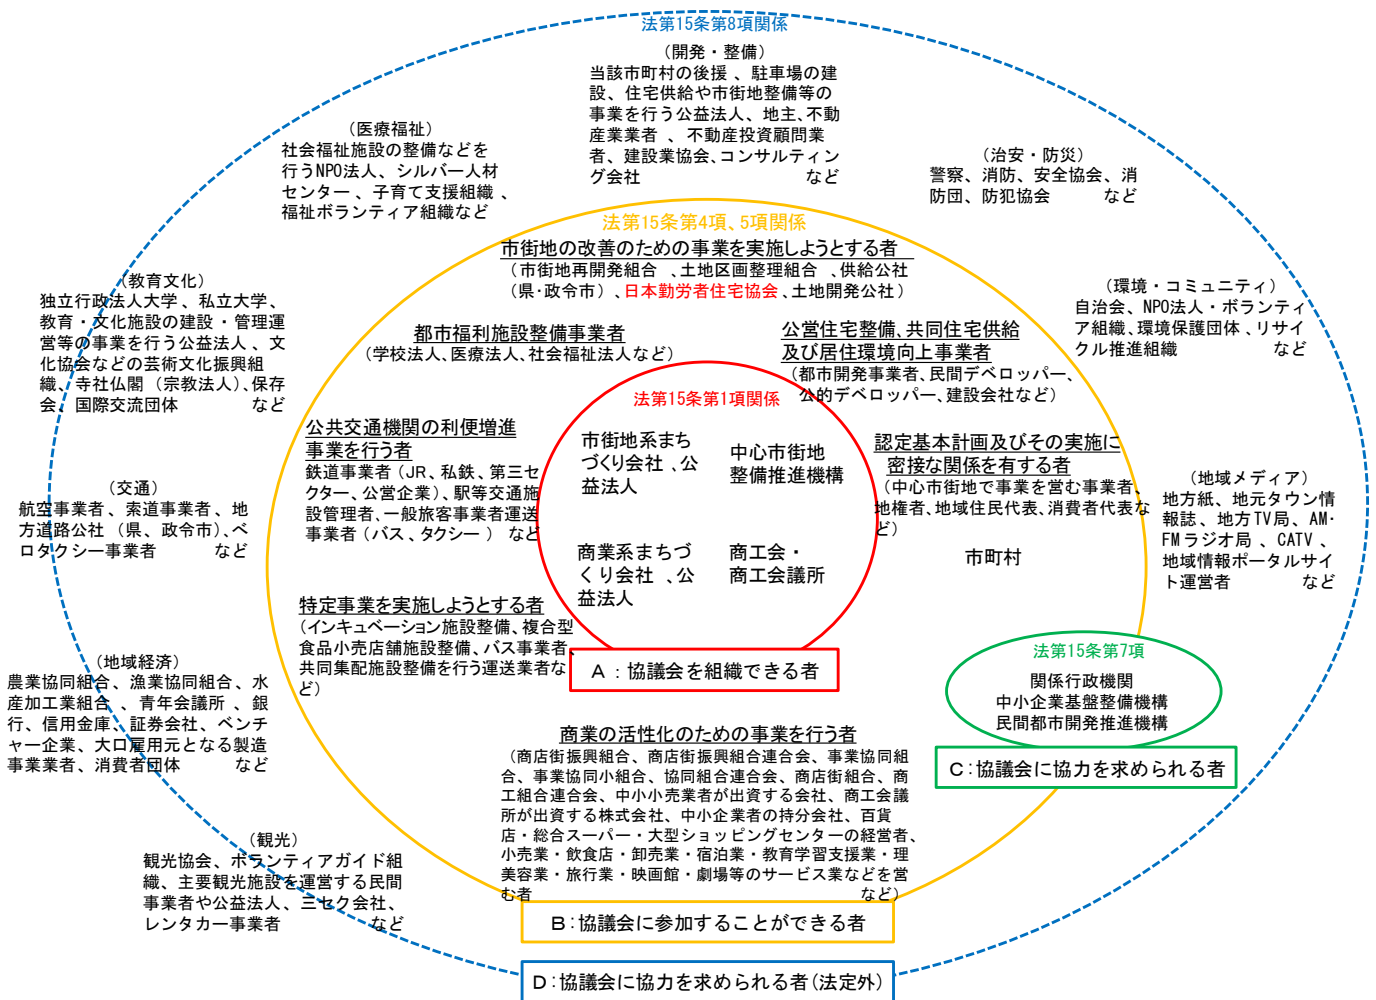 法第15条第8項関係
（開発・整備）
当該市町村の後援 、駐車場の建
設、住宅供給や市街地整備等の
事業を行う公益法人、地主、不動
産業業者 、 不動産投資顧問業
者、建設業協会、コンサルティン
グ会社 など
（医療福祉）
社会福祉施設の整備などを
行うNPO法人、シルバー人材
センター 、子育て支援組織 、
福祉ボランティア組織など
（治安・防災）
警察、消防、安全協会、消
防団、防犯協会 など
（教育文化）
独立行政法人大学 、私立大学、
教育・文化施設の建設・管理運
営等の事業を行う公益法人 、文
化協会などの芸術文化振興組
織、寺社仏閣（宗教法人）、保存
会、国際交流団体 など
（環境・コミュニティ）
自治会、NPO法人・ボランティ
ア組織、環境保護団体 、リサイ
クル推進組織 など
（交通）
航空事業者 、索道事業者 、地
方道路公社（県、政令市）、ベ
ロタクシー事業者 など
（地域メディア）
地方紙、地元タウン情
報誌、地方TV局、AM・
FMラジオ局 、CATV 、
地域情報ポータルサイ
ト運営者 など
（地域経済）
農業協同組合、漁業協同組合、水
産加工業組合 、青年会議所 、銀
行、信用金庫、証券会社、ベンチ
ャー企業、大口雇用元となる製造
事業業者、消費者団体 など
（観光）
観光協会、ボランティアガイド組
織、主要観光施設を運営する民間
事業者や公益法人、三セク会社、
レンタカー事業者 など
法第15条第4項、5項関係
市街地の改善のための事業を実施しようとする者
（市街地再開発組合 、土地区画整理組合 、供給公社
（県・政令市）、日本勤労者住宅協会、土地開発公社）
都市福利施設整備事業者
（学校法人、医療法人、社会福祉法人など）
公営住宅整備、共同住宅供給
及び居住環境向上事業者
（都市開発事業者、民間デベロッパー、
公的デベロッパー、建設会社など）
公共交通機関の利便増進
事業を行う者
鉄道事業者（JR、私鉄、第三セ
クター、公営企業）、駅等交通施
設管理者、一般旅客事業者運送
事業者（バス、タクシー ） など
認定基本計画及びその実施に
密接な関係を有する者
（中心市街地で事業を営む事業者、
地権者、地域住民代表、消費者代表な
ど）
市町村
特定事業を実施しようとする者
（インキュベーション施設整備、複合型
食品小売店舗施設整備、バス事業者、
共同集配施設整備を行う運送業者な
ど）
商業の活性化のための事業を行う者
（商店街振興組合、商店街振興組合連合会、事業協同組
合、事業協同小組合、協同組合連合会、商店街組合、商
工組合連合会、中小小売業者が出資する会社、商工会議
所が出資する株式会社、中小企業者の持分会社、百貨
店・総合スーパー・大型ショッピングセンターの経営者、
小売業・飲食店・卸売業・宿泊業・教育学習支援業・理
美容業・旅行業・映画館・劇場等のサービス業などを営
む者 など）
法第15条第1項関係
市街地系まち
づくり会社 、公
益法人
中心市街地
整備推進機構
商業系まちづ
くり会社 、公
益法人
商工会・
商工会議所
A：協議会を組織できる者
法第15条第7項
関係行政機関
中小企業基盤整備機構
民間都市開発推進機構
C：協議会に協力を求められる者
B：協議会に参加することができる者
D：協議会に協力を求められる者（法定外）